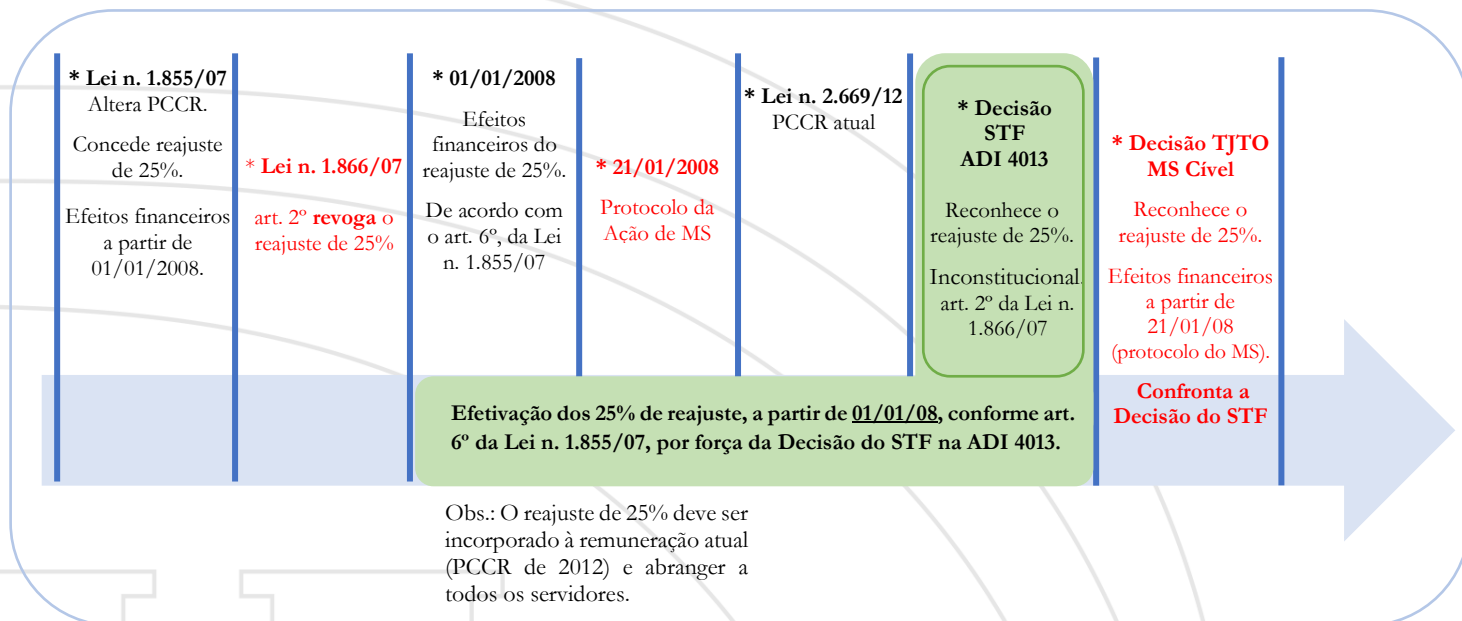 * Lei n. 1.855/07
Altera PCCR.
Concede reajuste
de 25%.
Efeitos financeiros
a partir de
01/01/2008.
* Lei n. 1.866/07
art. 2º revoga o
reajuste de 25%
* 01/01/2008
Efeitos
financeiros do
reajuste de 25%.
De acordo com
o art. 6º, da Lei
n. 1.855/07
* 21/01/2008
Protocolo da
Ação de MS
* Lei n. 2.669/12
PCCR atual
* Decisão
STF
ADI 4013
Reconhece o
reajuste de 25%.
Inconstitucional.
art. 2º da Lei n.
1.866/07
* Decisão TJTO
MS Cível
Reconhece o
reajuste de 25%.
Efeitos financeiros
a partir de
21/01/08
(protocolo do MS).
Confronta a
Decisão do STF
Efetivação dos 25% de reajuste, a partir de 01/01/08, conforme art.
6º da Lei n. 1.855/07, por força da Decisão do STF na ADI 4013.
Obs.: O reajuste de 25% deve ser
incorporado à remuneração atual
(PCCR de 2012) e abranger a
todos os servidores.